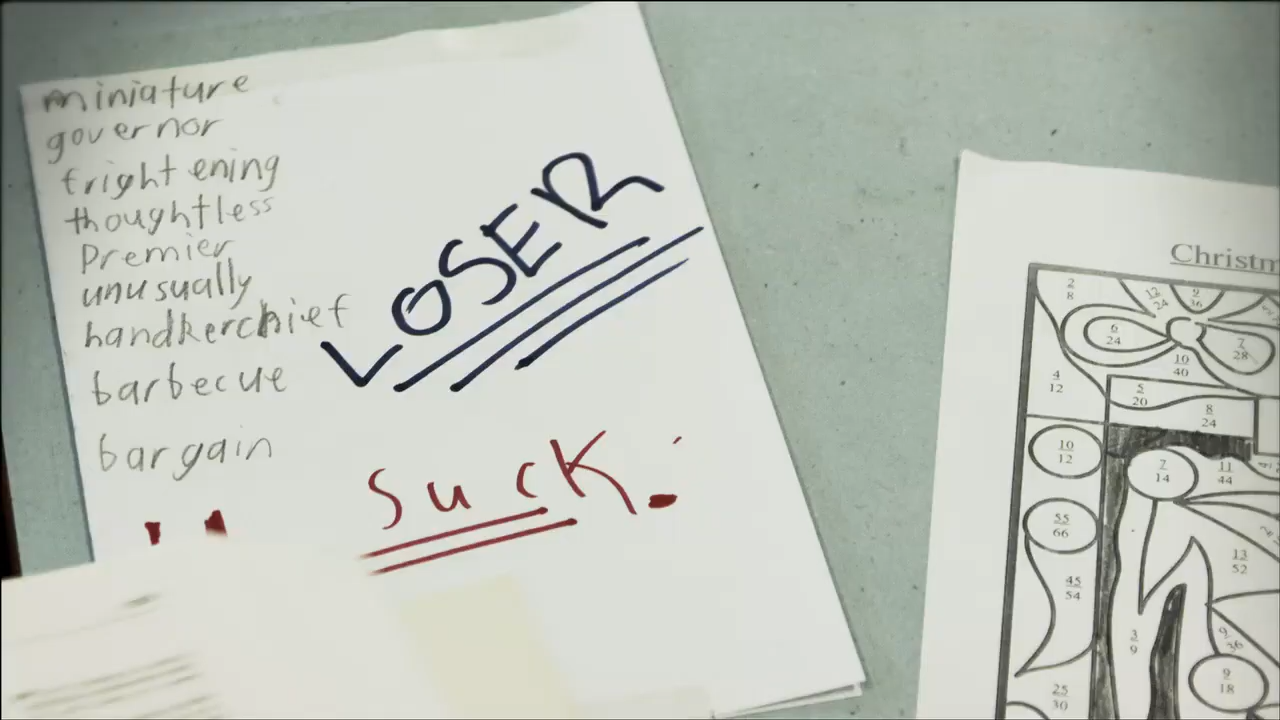 miniature
governor
frightening
thoughtless
Premier
unusually
handkerchief
barbecue
bargain
LOSER
SucK.
Christm
2/8
12/24
9/36
6/24
7/28
10/40
4/12
5/20
8/24
10/12
7/14
11/44
55/66
13/52
45/54
3/9
9/36
9/18
25/30